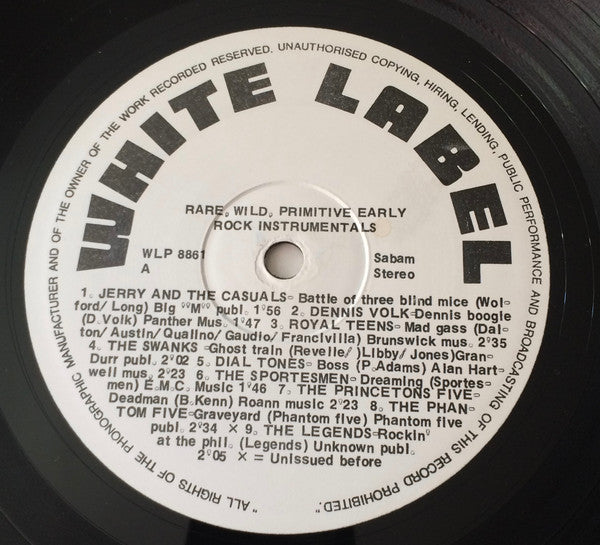 "ALL RIGHTS OF THE PHONOGRAPHIC MANUFACTURER AND OF THE OWNER OF THE WORK RECORDED RESERVED. UNAUTHORISED COPYING, HIRING, LENDING, PUBLIC PERFORMANCE AND BROADCASTING OF THIS RECORD PROHIBITED."
WHITE LABEL
RARE, WILD, PRIMITIVE EARLY
ROCK INSTRUMENTALS
WLP 8861 Sabam
A Stereo
1. JERRY AND THE CASUALS-Battle of three blind mice (Wol-
ford/Long) Big "M" publ. 1'56 2. DENNIS VOLK-Dennis boogie
(D.Volk) Panther Mus. 1'47 3. ROYAL TEENS-Mad gass (Dal-
ton/Austin/Qualino/Gaudio/Francivilla) Brunswick mus. 2'35
4. THE SWANKS-Ghost train (Revelle/)Libby/Jones)Gran-
Durr publ. 2'02 5. DIAL TONES-Boss (P.Adams) Alan Hart-
well mus. 2'23 6. THE SPORTESMEN-Dreaming (Sportes-
men) E.M.C. Music 1'46 7. THE PRINCETONS FIVE-
Deadman (B.Kenn) Roann music 2'23 8. THE PHAN-
TOM FIVE-Graveyard (Phantom five) Phantom five
publ. 2'34 × 9. THE LEGENDS-Rockin'
at the phil. (Legends) Unknown publ.
2'05 × = Unissued before